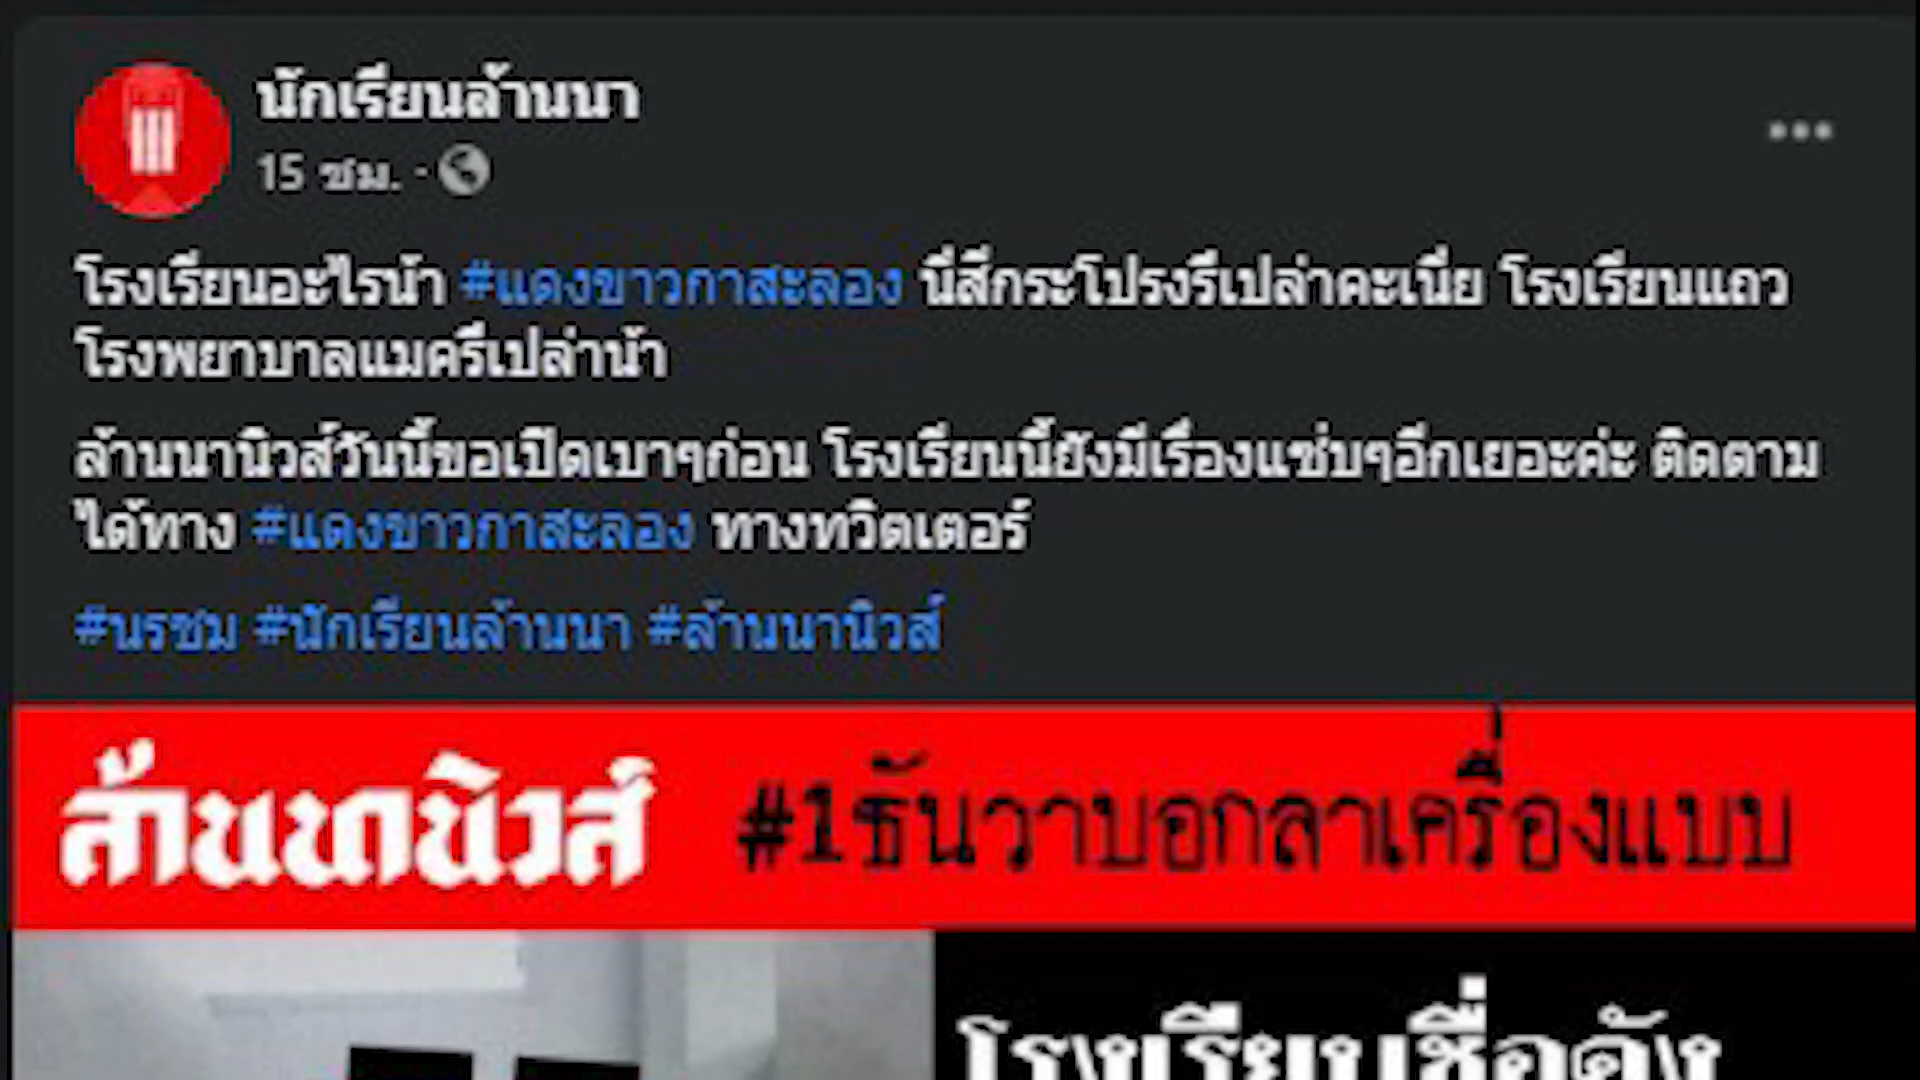 นักเรียนล้านนา
15 ชม.
โรงเรียนอะไรน้า #แดงขาวกาสะลอง นี่สีกระโปรงรึเปล่าคะเนี่ย โรงเรียนแถว
โรงพยาบาลแมครึเปล่าน้า
ล้านนานิวส์วันนี้ขอเปิดเบาๆก่อน โรงเรียนนี้ยังมีเรื่องแซ่บๆอีกเยอะค่ะ ติดตาม
ได้ทาง #แดงขาวกาสะลอง ทางทวิตเตอร์
#นรชม #นักเรียนล้านนา #ล้านนานิวส์
ล้านนานิวส์ #1ธันวาบอกลาเครื่องแบบ
โรงเรียนชื่อดัง